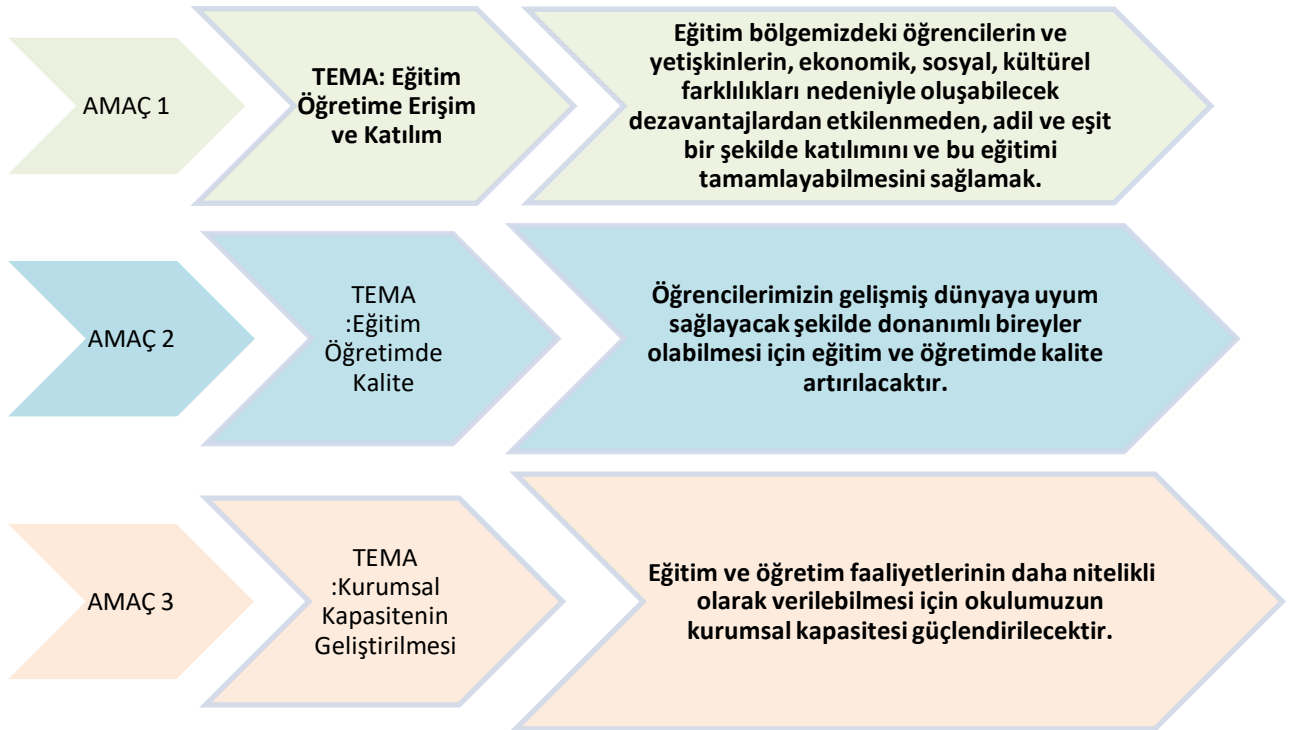 AMAÇ 1
TEMA: Eğitim
Öğretime Erişim
ve Katılım
Eğitim bölgemizdeki öğrencilerin ve
yetişkinlerin, ekonomik, sosyal, kültürel
farklılıkları nedeniyle oluşabilecek
dezavantajlardan etkilenmeden, adil ve eşit
bir şekilde katılımını ve bu eğitimi
tamamlayabilmesini sağlamak.
AMAÇ 2
TEMA
:Eğitim
Öğretimde
Kalite
Öğrencilerimizin gelişmiş dünyaya uyum
sağlayacak şekilde donanımlı bireyler
olabilmesi için eğitim ve öğretimde kalite
artırılacaktır.
AMAÇ 3
TEMA
:Kurumsal
Kapasitenin
Geliştirilmesi
Eğitim ve öğretim faaliyetlerinin daha nitelikli
olarak verilebilmesi için okulumuzun
kurumsal kapasitesi güçlendirilecektir.